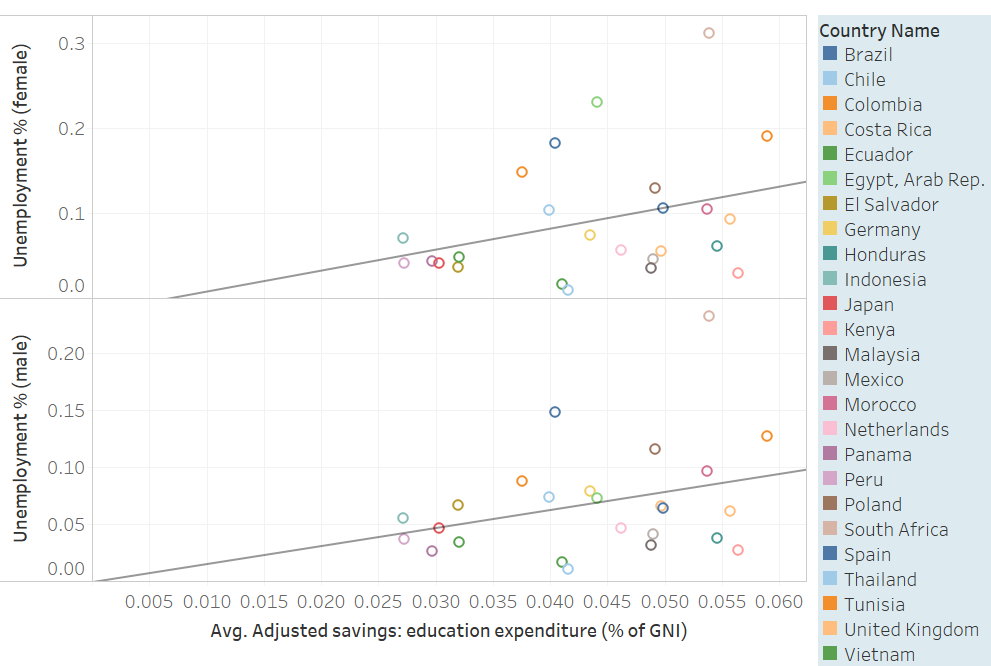 Unemployment % (female)
0.3
0.2
0.1
0.0
Unemployment % (male)
0.20
0.15
0.10
0.05
0.00
0.005 0.010 0.015 0.020 0.025 0.030 0.035 0.040 0.045 0.050 0.055 0.060
Avg. Adjusted savings: education expenditure (% of GNI)
Country Name
Brazil
Chile
Colombia
Costa Rica
Ecuador
Egypt, Arab Rep.
El Salvador
Germany
Honduras
Indonesia
Japan
Kenya
Malaysia
Mexico
Morocco
Netherlands
Panama
Peru
Poland
South Africa
Spain
Thailand
Tunisia
United Kingdom
Vietnam